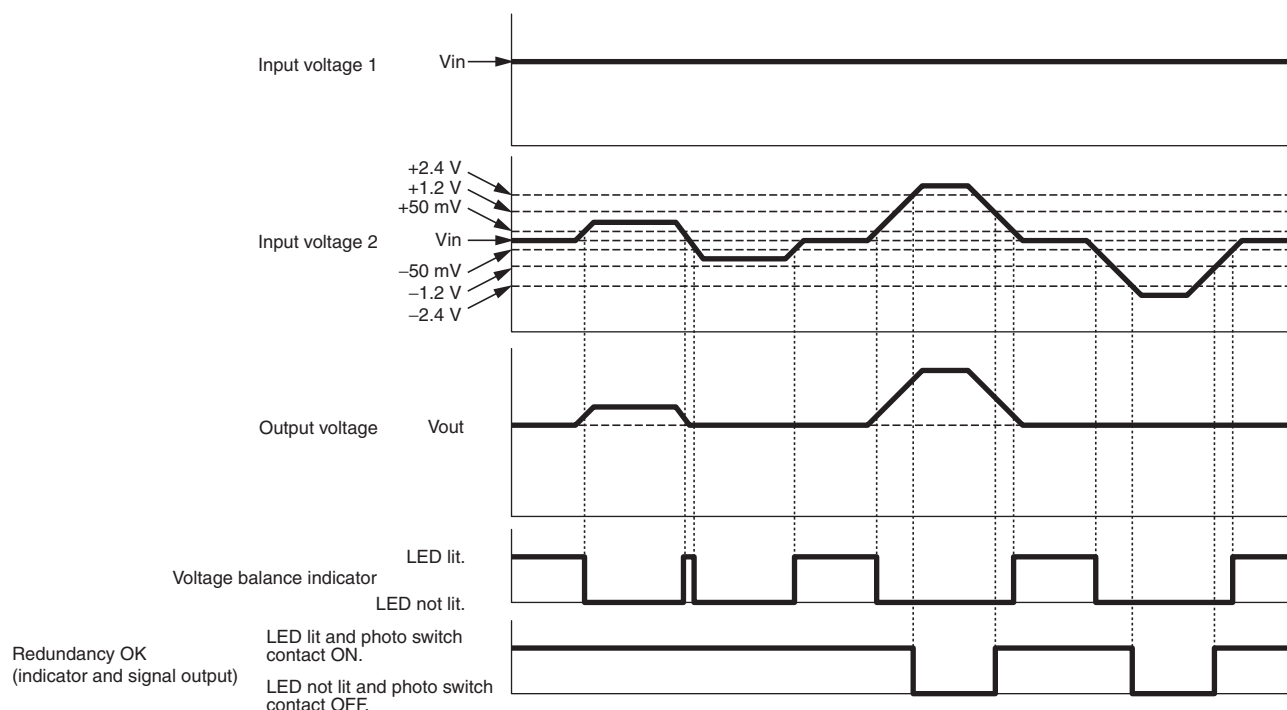 Input voltage 1
Vin
+2.4 V
+1.2 V
+50 mV
Input voltage 2
Vin
−50 mV
−1.2 V
−2.4 V
Output voltage
Vout
Voltage balance indicator
LED lit.
LED not lit.
Redundancy OK
(indicator and signal output)
LED lit and photo switch
contact ON.
LED not lit and photo switch
contact OFF.